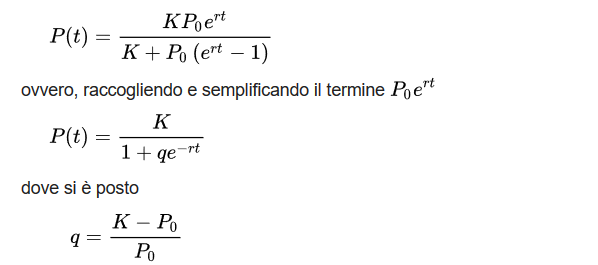 P(t) = \frac{K P_0 e^{rt}}{K + P_0 (e^{rt} - 1)}
ovvero, raccogliendo e semplificando il termine P_0 e^{rt}
P(t) = \frac{K}{1 + q e^{-rt}}
dove si è posto
q = \frac{K - P_0}{P_0}